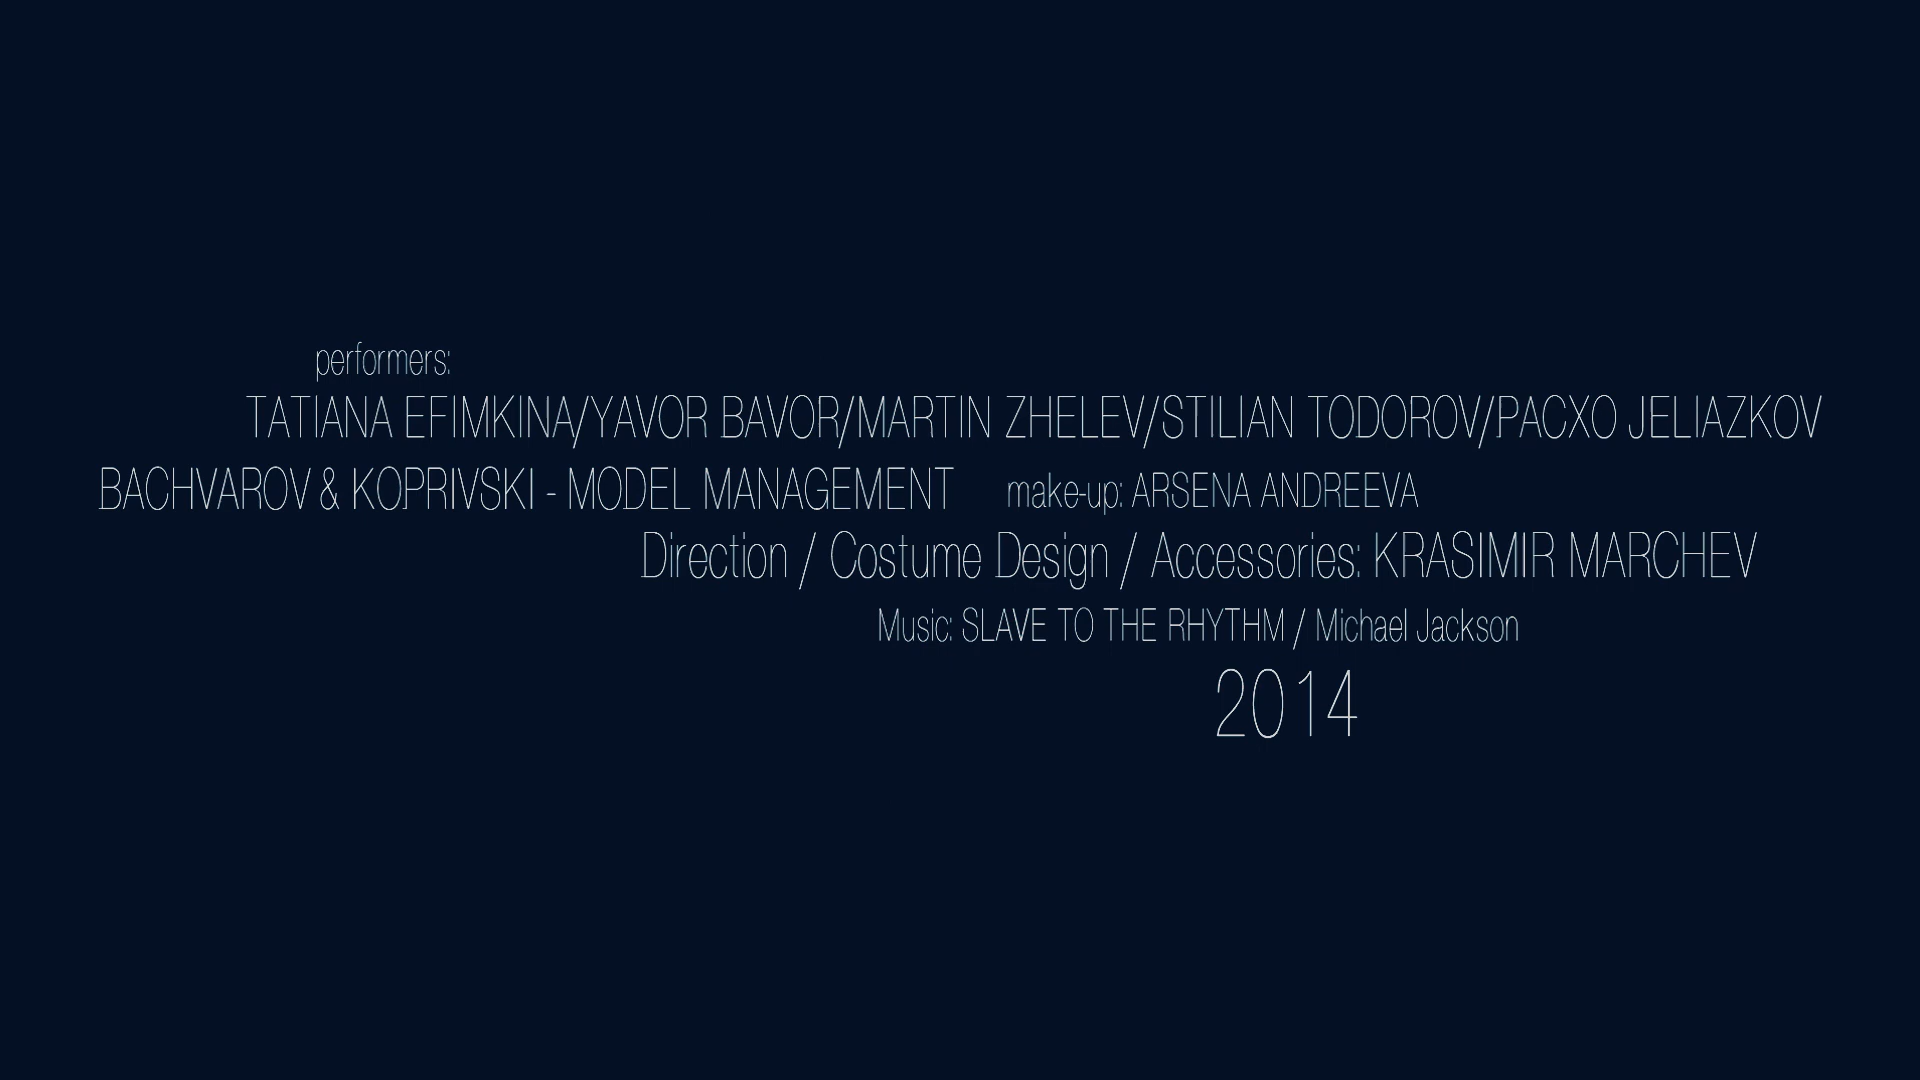 performers:
TATIANA EFIMKINA/YAVOR BAVOR/MARTIN ZHELEV/STILIAN TODOROV/PACXO JELIAZKOV
BACHVAROV & KOPRIVSKI - MODEL MANAGEMENT make-up: ARSENA ANDREEVA
Direction / Costume Design / Accessories: KRASIMIR MARCHEV
Music: SLAVE TO THE RHYTHM / Michael Jackson
2014